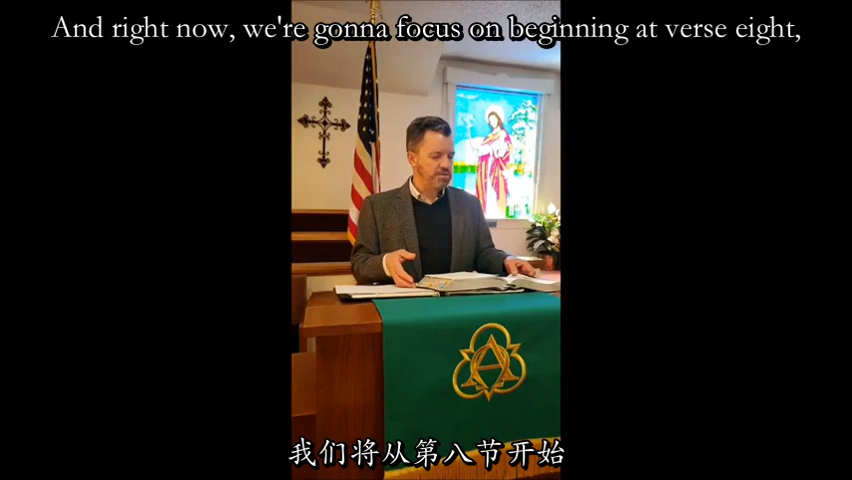 And right now, we're gonna focus on beginning at verse eight,
我们将从第八节开始